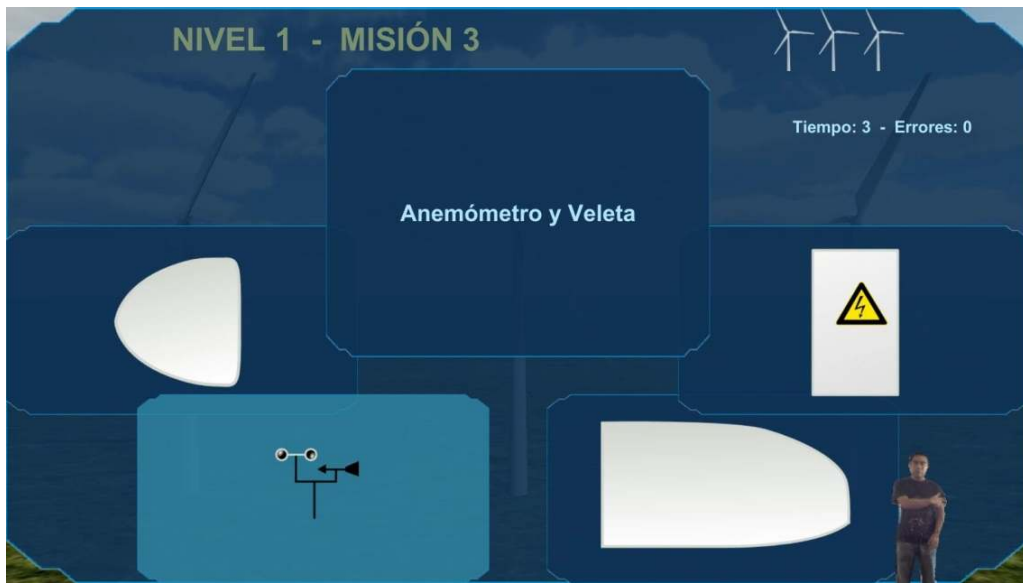 NIVEL 1 - MISIÓN 3
Tiempo: 3 - Errores: 0
Anemómetro y Veleta